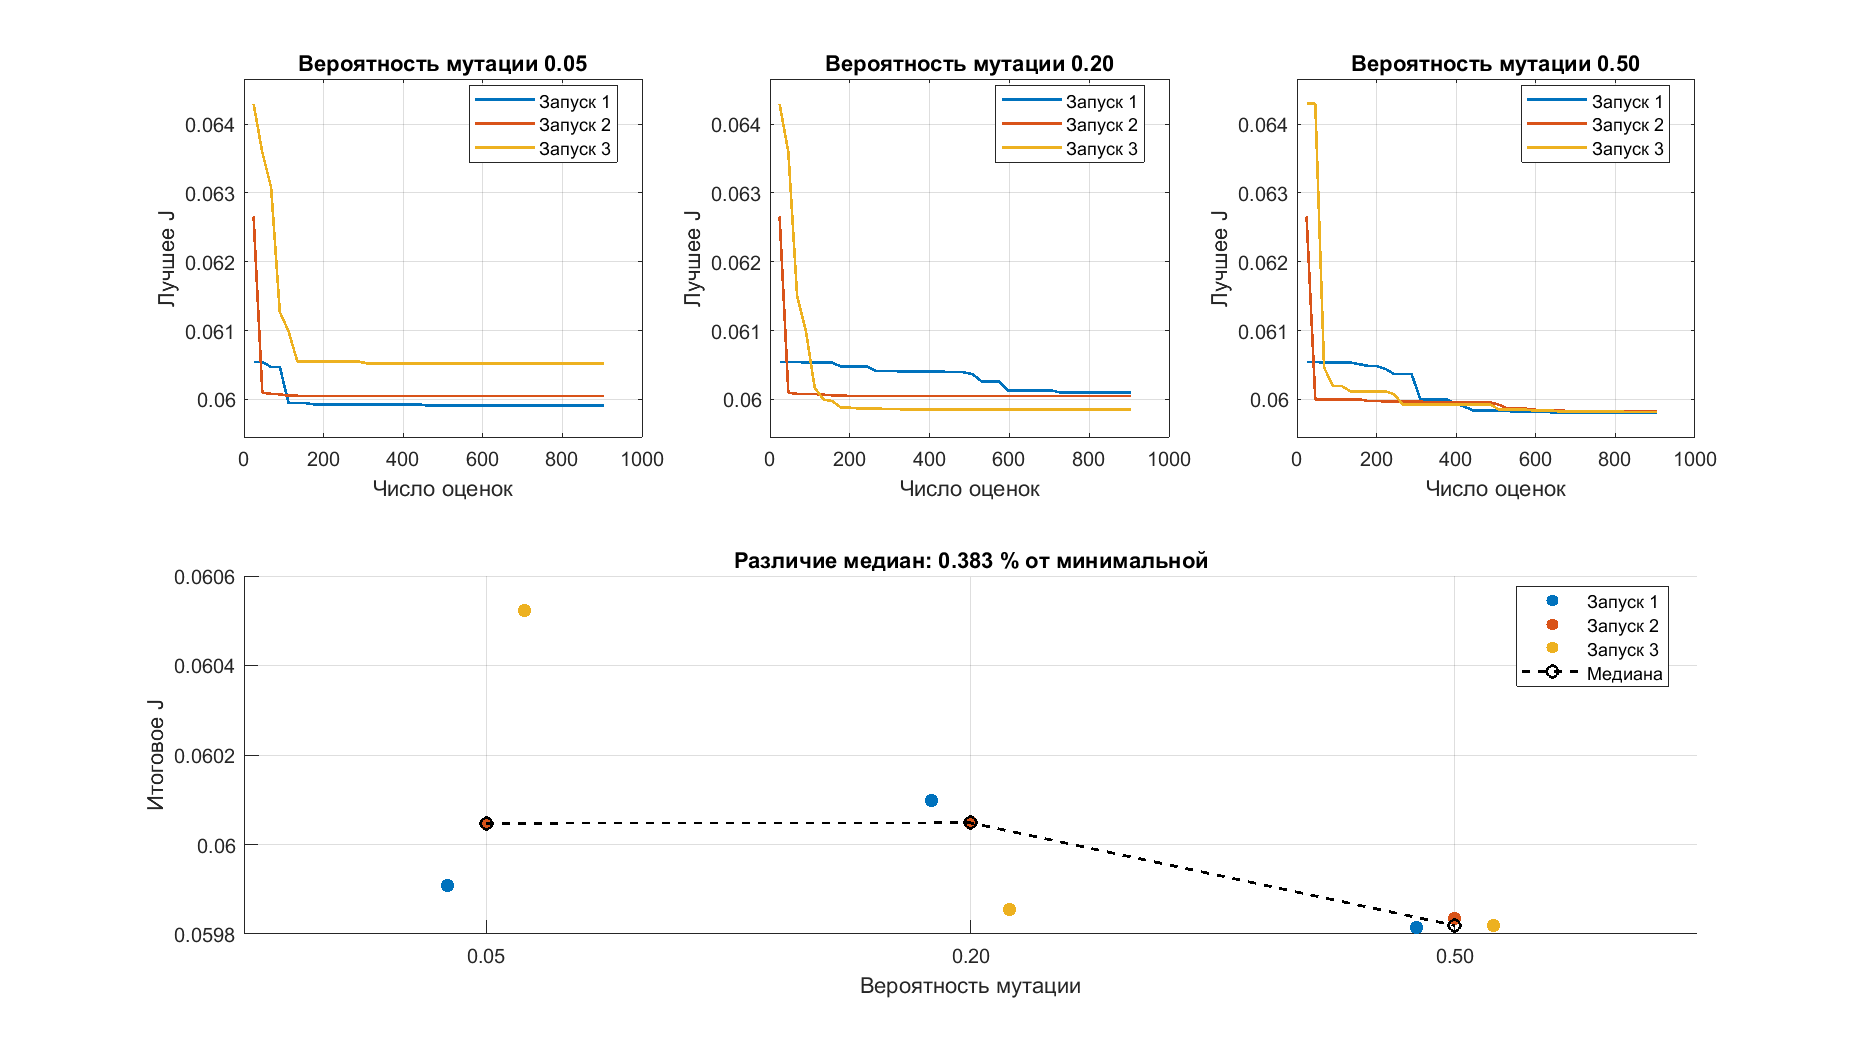 Вероятность мутации 0.05
Запуск 1
Запуск 2
Запуск 3
0.064
0.063
0.062
0.061
0.06
Лучшее J
0 200 400 600 800 1000
Число оценок
Вероятность мутации 0.20
Запуск 1
Запуск 2
Запуск 3
0.064
0.063
0.062
0.061
0.06
Лучшее J
0 200 400 600 800 1000
Число оценок
Вероятность мутации 0.50
Запуск 1
Запуск 2
Запуск 3
0.064
0.063
0.062
0.061
0.06
Лучшее J
0 200 400 600 800 1000
Число оценок
Различие медиан: 0.383 % от минимальной
Запуск 1
Запуск 2
Запуск 3
Медиана
0.0606
0.0604
0.0602
0.06
0.0598
Итоговое J
0.05 0.20 0.50
Вероятность мутации